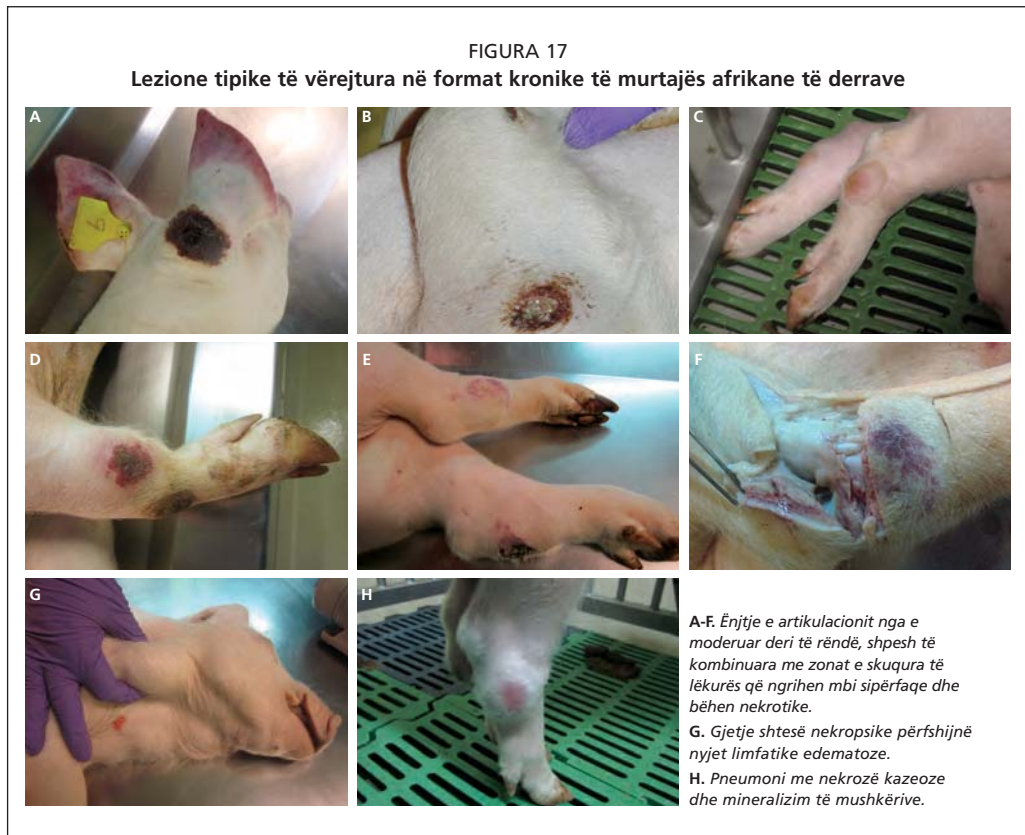 FIGURA 17
Lezione tipike të vërejtura në format kronike të murtajës afrikane të derrave
A
B
C
D
E
F
G
H
A-F. Ënjtje e artikulacionit nga e
moderuar deri të rëndë, shpesh të
kombinuara me zonat e skuqura të
lëkurës që ngrihen mbi sipërfaqe dhe
bëhen nekrotike.
G. Gjetje shtesë nekropsike përfshijnë
nyjet limfatike edematoze.
H. Pneumoni me nekrozë kazeoze
dhe mineralizim të mushkërive.